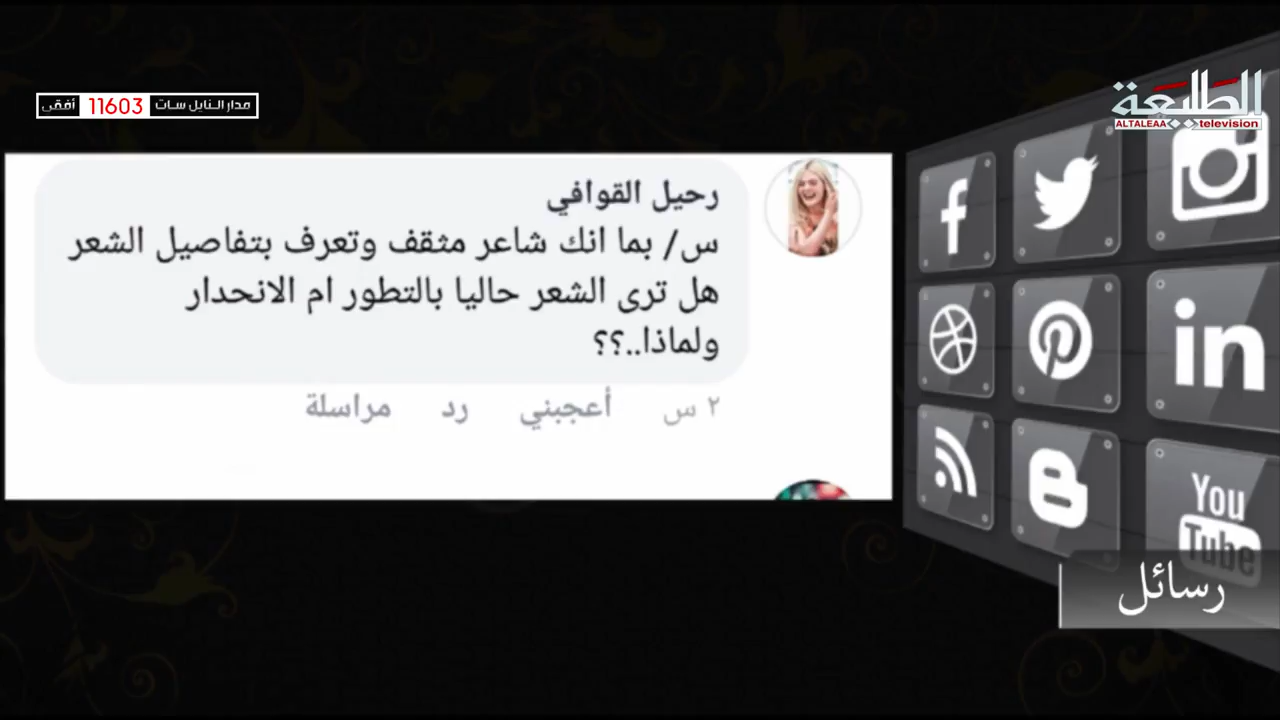 مدار النايل سات 11603 أفقي
الطليعة
ALTALEAA television
رحيل القوافي
س/ بما انك شاعر مثقف وتعرف بتفاصيل الشعر
هل ترى الشعر حاليا بالتطور ام الانحدار
ولماذا..؟؟
٢ س أعجبني رد مراسلة
f
in
You
Tube
رسائل